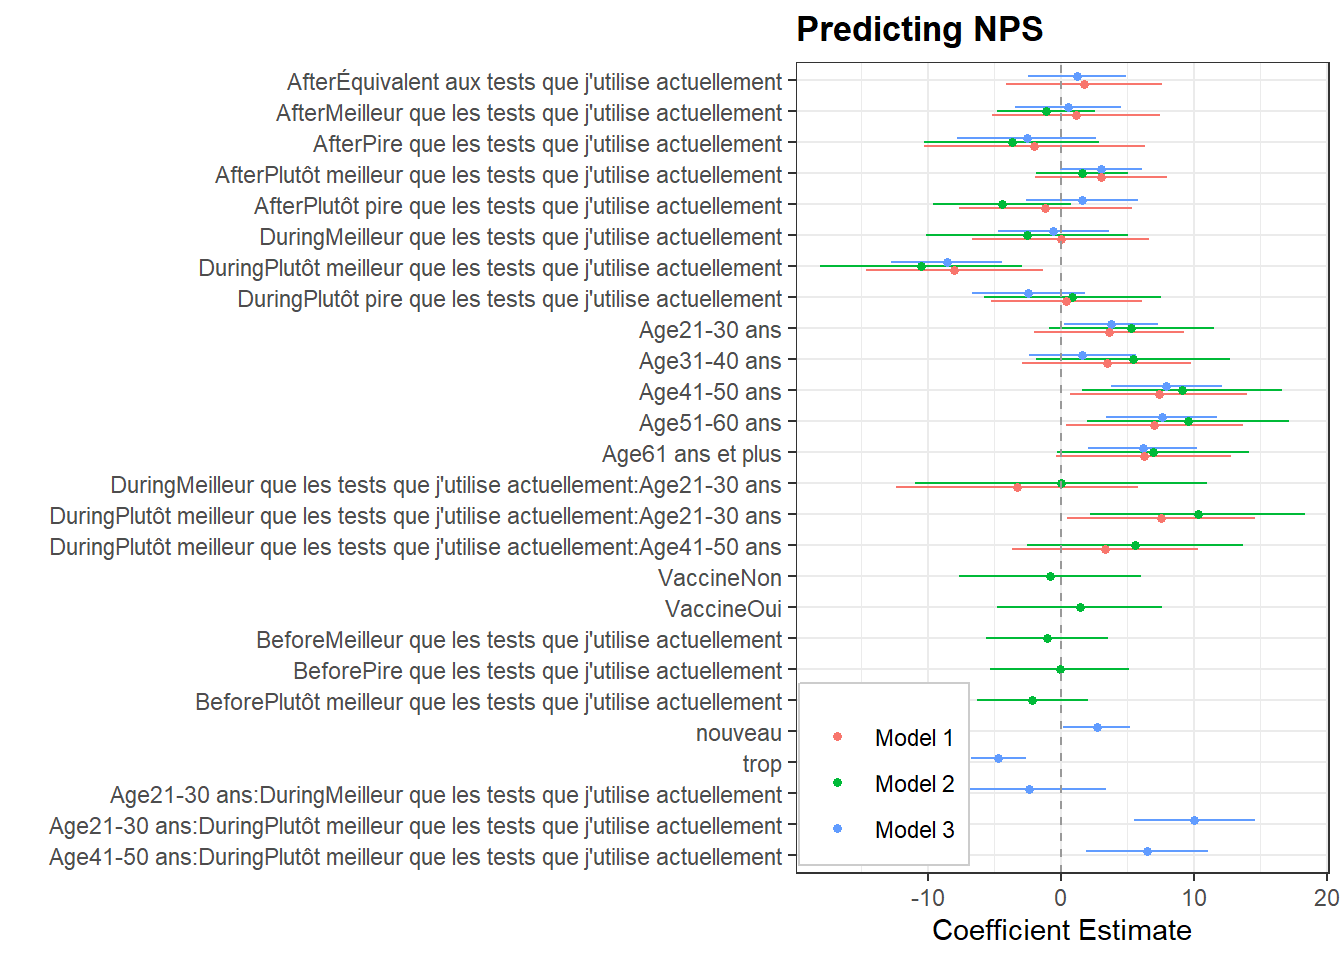 Predicting NPS
AfterÉquivalent aux tests que j'utilise actuellement
AfterMeilleur que les tests que j'utilise actuellement
AfterPire que les tests que j'utilise actuellement
AfterPlutôt meilleur que les tests que j'utilise actuellement
AfterPlutôt pire que les tests que j'utilise actuellement
DuringMeilleur que les tests que j'utilise actuellement
DuringPlutôt meilleur que les tests que j'utilise actuellement
DuringPlutôt pire que les tests que j'utilise actuellement
Age21-30 ans
Age31-40 ans
Age41-50 ans
Age51-60 ans
Age61 ans et plus
DuringMeilleur que les tests que j'utilise actuellement:Age21-30 ans
DuringPlutôt meilleur que les tests que j'utilise actuellement:Age21-30 ans
DuringPlutôt meilleur que les tests que j'utilise actuellement:Age41-50 ans
VaccineNon
VaccineOui
BeforeMeilleur que les tests que j'utilise actuellement
BeforePire que les tests que j'utilise actuellement
BeforePlutôt meilleur que les tests que j'utilise actuellement
nouveau
trop
Age21-30 ans:DuringMeilleur que les tests que j'utilise actuellement
Age21-30 ans:DuringPlutôt meilleur que les tests que j'utilise actuellement
Age41-50 ans:DuringPlutôt meilleur que les tests que j'utilise actuellement
Model 1
Model 2
Model 3
-10 0 10 20
Coefficient Estimate